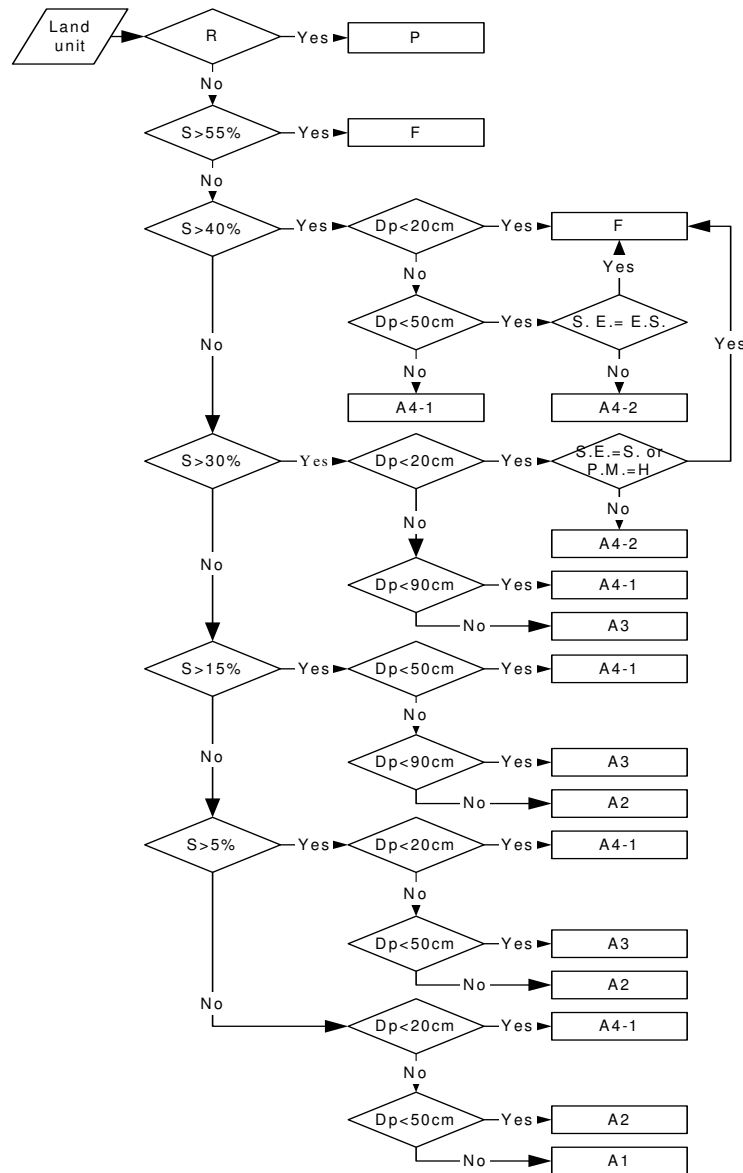 Land
unit
R
Yes
P
No
S>55%
Yes
F
No
S>40%
Yes
Dp<20cm
Yes
F
No
Yes
Dp<50cm
Yes
S. E.= E.S.
No
Yes
No
No
A4-1
A4-2
S>30%
Yes
Dp<20cm
Yes
S.E.=S. or
P.M.=H
No
No
A4-2
No
Dp<90cm
Yes
A4-1
No
A3
S>15%
Yes
Dp<50cm
Yes
A4-1
No
No
Dp<90cm
Yes
A3
No
A2
S>5%
Yes
Dp<20cm
Yes
A4-1
No
Dp<50cm
Yes
A3
No
A2
No
Dp<20cm
Yes
A4-1
No
Dp<50cm
Yes
A2
No
A1